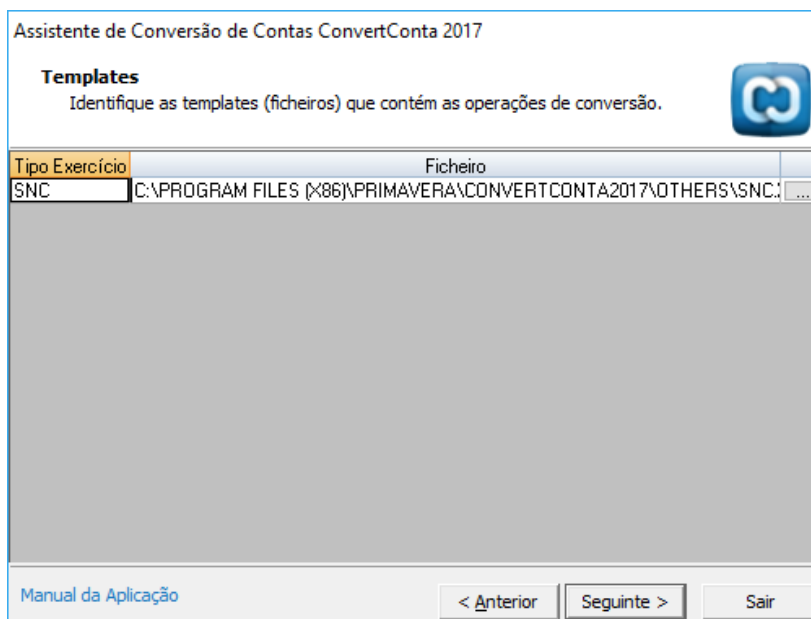 Assistente de Conversão de Contas ConvertConta 2017
Templates
Identifique as templates (ficheiros) que contém as operações de conversão.
Tipo Exercício Ficheiro
SNC C:\PROGRAM FILES (X86)\PRIMAVERA\CONVERTCONTA2017\OTHERS\SNC. ...
Manual da Aplicação < Anterior Seguinte > Sair